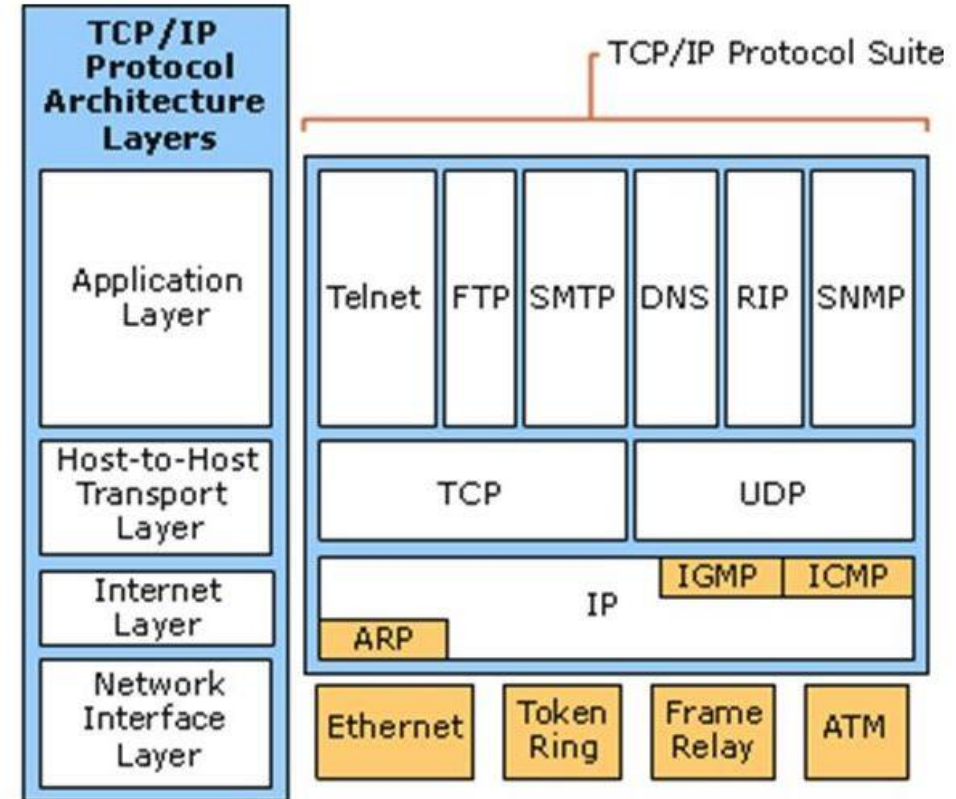 TCP/IP
Protocol
Architecture
Layers
TCP/IP Protocol Suite
Application
Layer
Telnet
FTP
SMTP
DNS
RIP
SNMP
Host-to-Host
Transport
Layer
TCP
UDP
Internet
Layer
IP
IGMP
ICMP
ARP
Network
Interface
Layer
Ethernet
Token
Ring
Frame
Relay
ATM